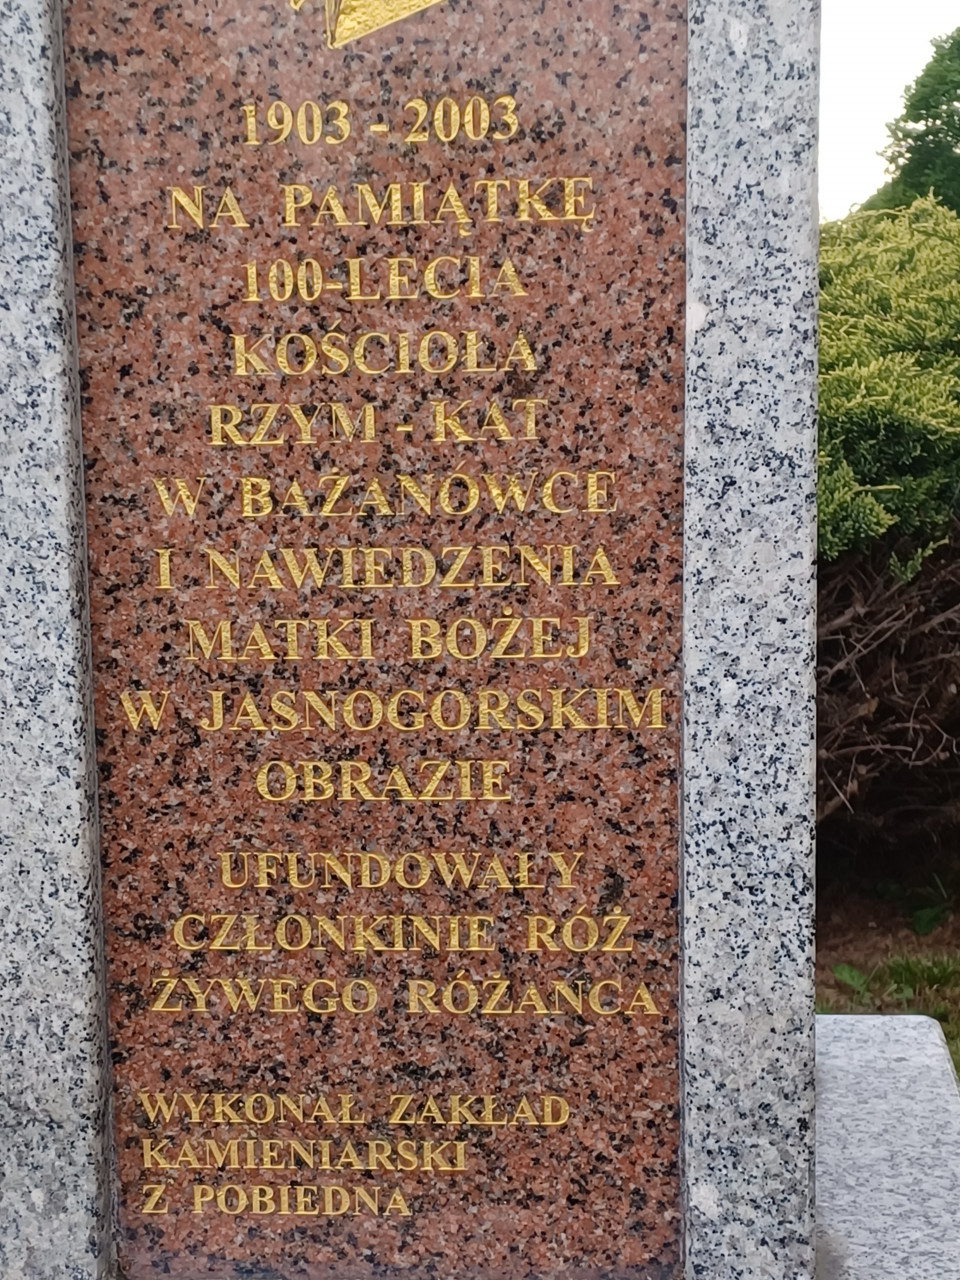 1903 - 2003
NA PAMIĄTKĘ
100-LECIA
KOŚCIOŁA
RZYM - KAT
W BAŻANÓWCE
I NAWIEDZENIA
MATKI BOŻEJ
W JASNOGORSKIM
OBRAZIE
UFUNDOWAŁY
CZŁONKINIE RÓŻ
ŻYWEGO RÓŻAŃCA
WYKONAŁ ZAKŁAD
KAMIENIARSKI
Z POBIEDNA